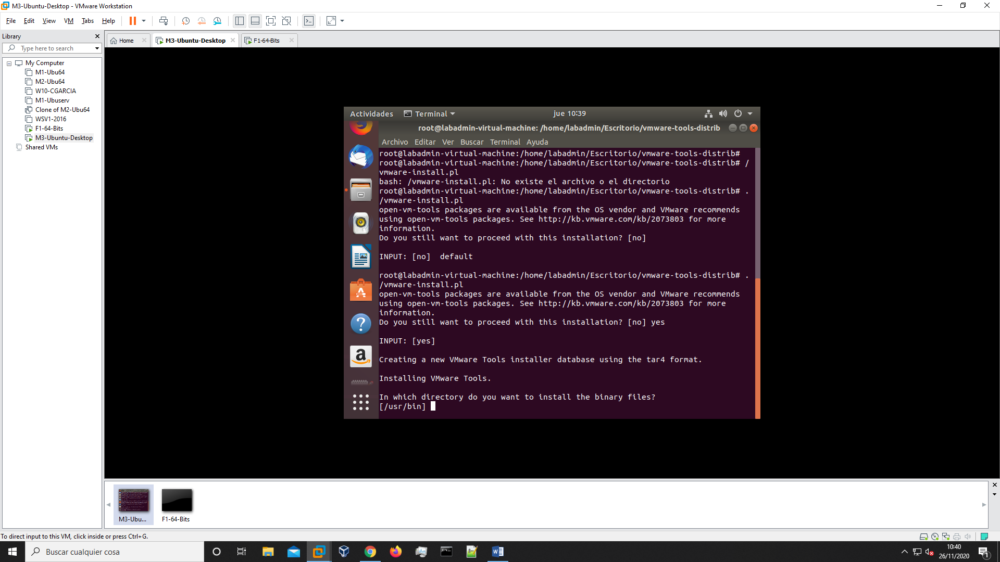 M3-Ubuntu-Desktop - VMware Workstation
File Edit View VM Tabs Help
Library
Type here to search
My Computer
M1-Ubu64
M2-Ubu64
W10-CGARCIA
M1-Ubuserv
Clone of M2-Ubu64
WSV1-2016
F1-64-Bits
M3-Ubuntu-Desktop
Shared VMs
Home
M3-Ubuntu-Desktop
F1-64-Bits
Actividades Terminal jue 10:39
root@labadmin-virtual-machine: /home/labadmin/Escritorio/vmware-tools-distrib
Archivo Editar Ver Buscar Terminal Ayuda
root@labadmin-virtual-machine:/home/labadmin/Escritorio/vmware-tools-distrib#
root@labadmin-virtual-machine:/home/labadmin/Escritorio/vmware-tools-distrib# /
vmware-install.pl
bash: /vmware-install.pl: No existe el archivo o el directorio
root@labadmin-virtual-machine:/home/labadmin/Escritorio/vmware-tools-distrib# .
/vmware-install.pl
open-vm-tools packages are available from the OS vendor and VMware recommends
using open-vm-tools packages. See http://kb.vmware.com/kb/2073803 for more
information.
Do you still want to proceed with this installation? [no]
INPUT: [no]  default
root@labadmin-virtual-machine:/home/labadmin/Escritorio/vmware-tools-distrib# .
/vmware-install.pl
open-vm-tools packages are available from the OS vendor and VMware recommends
using open-vm-tools packages. See http://kb.vmware.com/kb/2073803 for more
information.
Do you still want to proceed with this installation? [no] yes
INPUT: [yes]
Creating a new VMware Tools installer database using the tar4 format.
Installing VMware Tools.
In which directory do you want to install the binary files?
[/usr/bin]
M3-Ubu...
F1-64-Bits
To direct input to this VM, click inside or press Ctrl+G.
Buscar cualquier cosa
10:40
26/11/2020
1